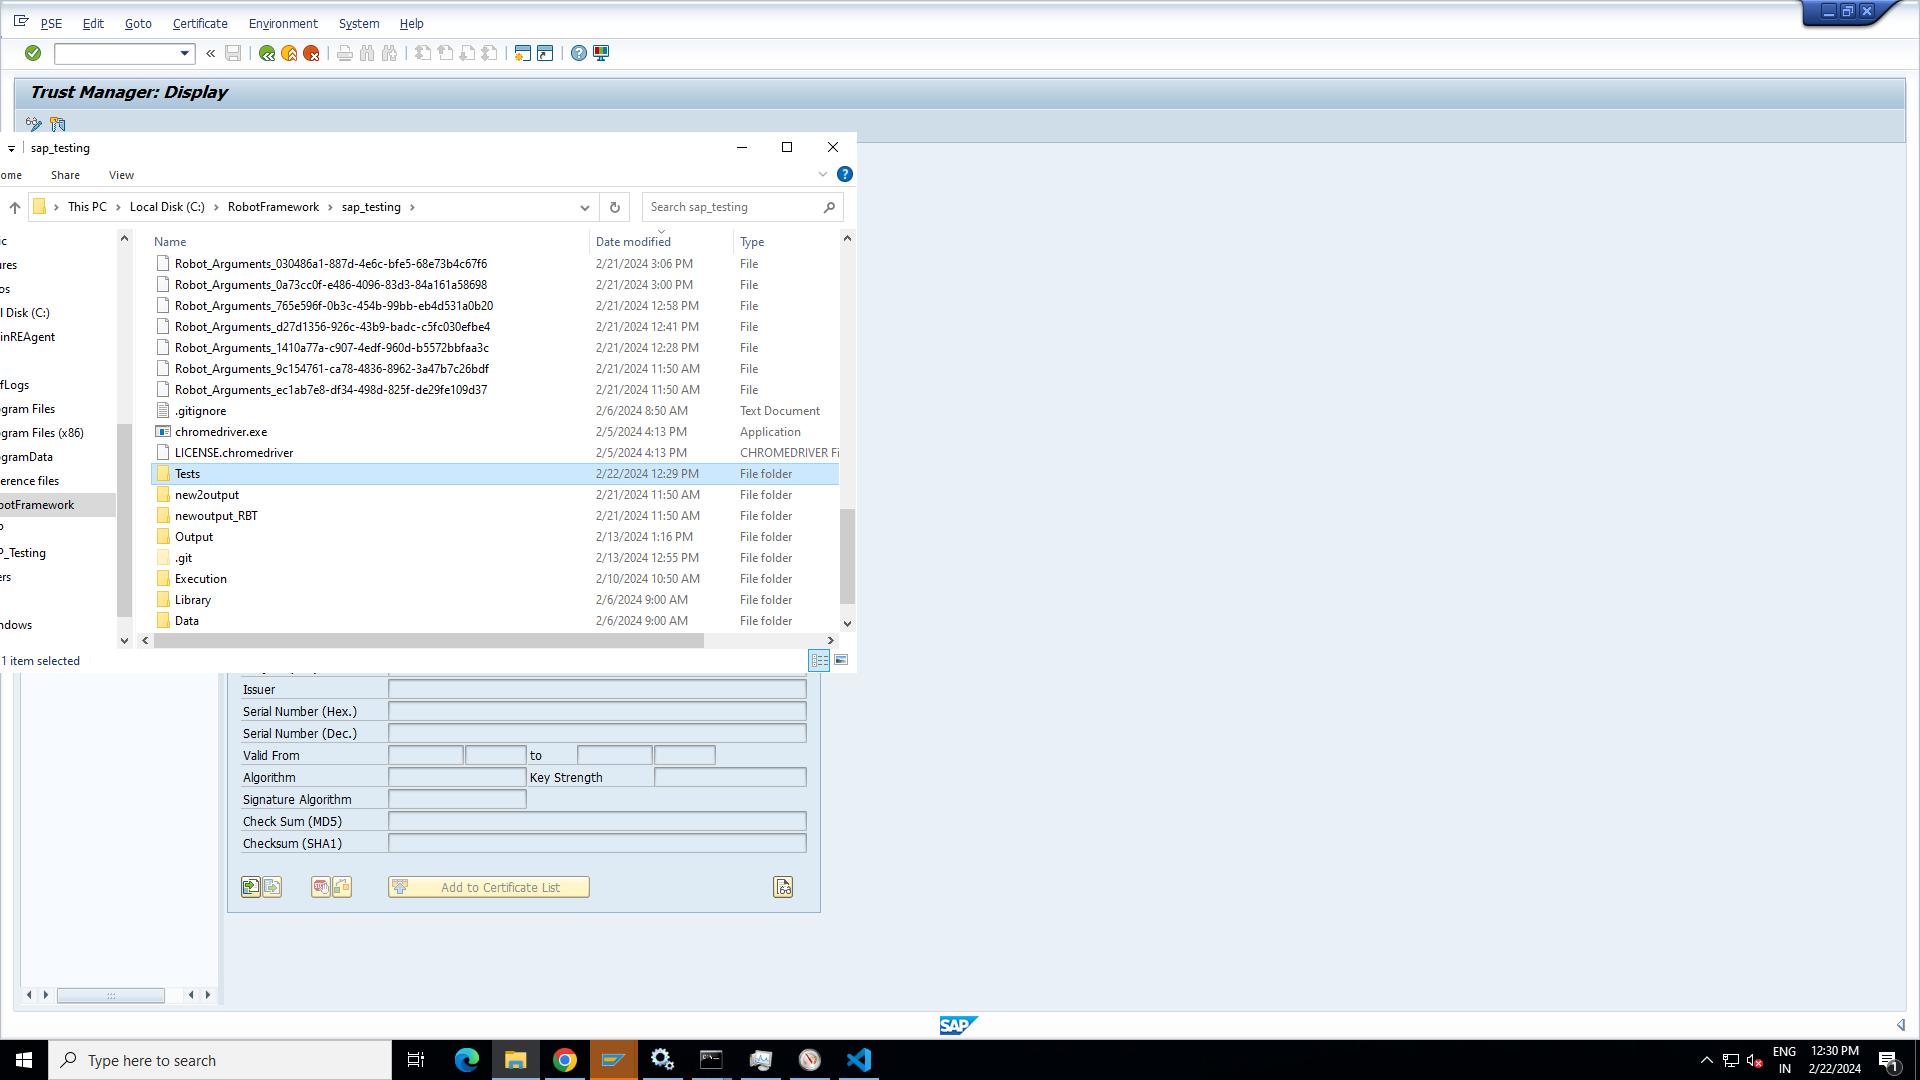 PSE Edit Goto Certificate Environment System Help
Trust Manager: Display
sap_testing
ome Share View
This PC Local Disk (C:) RobotFramework sap_testing
Search sap_testing
Name Date modified Type
Robot_Arguments_030486a1-887d-4e6c-bfe5-68e73b4c67f6 2/21/2024 3:06 PM File
Robot_Arguments_0a73cc0f-e486-4096-83d3-84a161a58698 2/21/2024 3:00 PM File
Robot_Arguments_765e596f-0b3c-454b-99bb-eb4d531a0b20 2/21/2024 12:58 PM File
Robot_Arguments_d27d1356-926c-43b9-badc-c5fc030efbe4 2/21/2024 12:41 PM File
Robot_Arguments_1410a77a-c907-4edf-960d-b5572bbfaa3c 2/21/2024 12:28 PM File
Robot_Arguments_9c154761-ca78-4836-8962-3a47b7c26bdf 2/21/2024 11:50 AM File
Robot_Arguments_ec1ab7e8-df34-498d-825f-de29fe109d37 2/21/2024 11:50 AM File
.gitignore 2/6/2024 8:50 AM Text Document
chromedriver.exe 2/5/2024 4:13 PM Application
LICENSE.chromedriver 2/5/2024 4:13 PM CHROMEDRIVER Fi
Tests 2/22/2024 12:29 PM File folder
new2output 2/21/2024 11:50 AM File folder
newoutput_RBT 2/21/2024 11:50 AM File folder
Output 2/13/2024 1:16 PM File folder
.git 2/13/2024 12:55 PM File folder
Execution 2/10/2024 10:50 AM File folder
Library 2/6/2024 9:00 AM File folder
Data 2/6/2024 9:00 AM File folder
ic
ures
os
l Disk (C:)
inREAgent
fLogs
gram Files
gram Files (x86)
gramData
erence files
botFramework
P_Testing
ers
ndows
1 item selected
Issuer
Serial Number (Hex.)
Serial Number (Dec.)
Valid From to
Algorithm Key Strength
Signature Algorithm
Check Sum (MD5)
Checksum (SHA1)
Add to Certificate List
SAP
Type here to search
ENG
IN
12:30 PM
2/22/2024
1